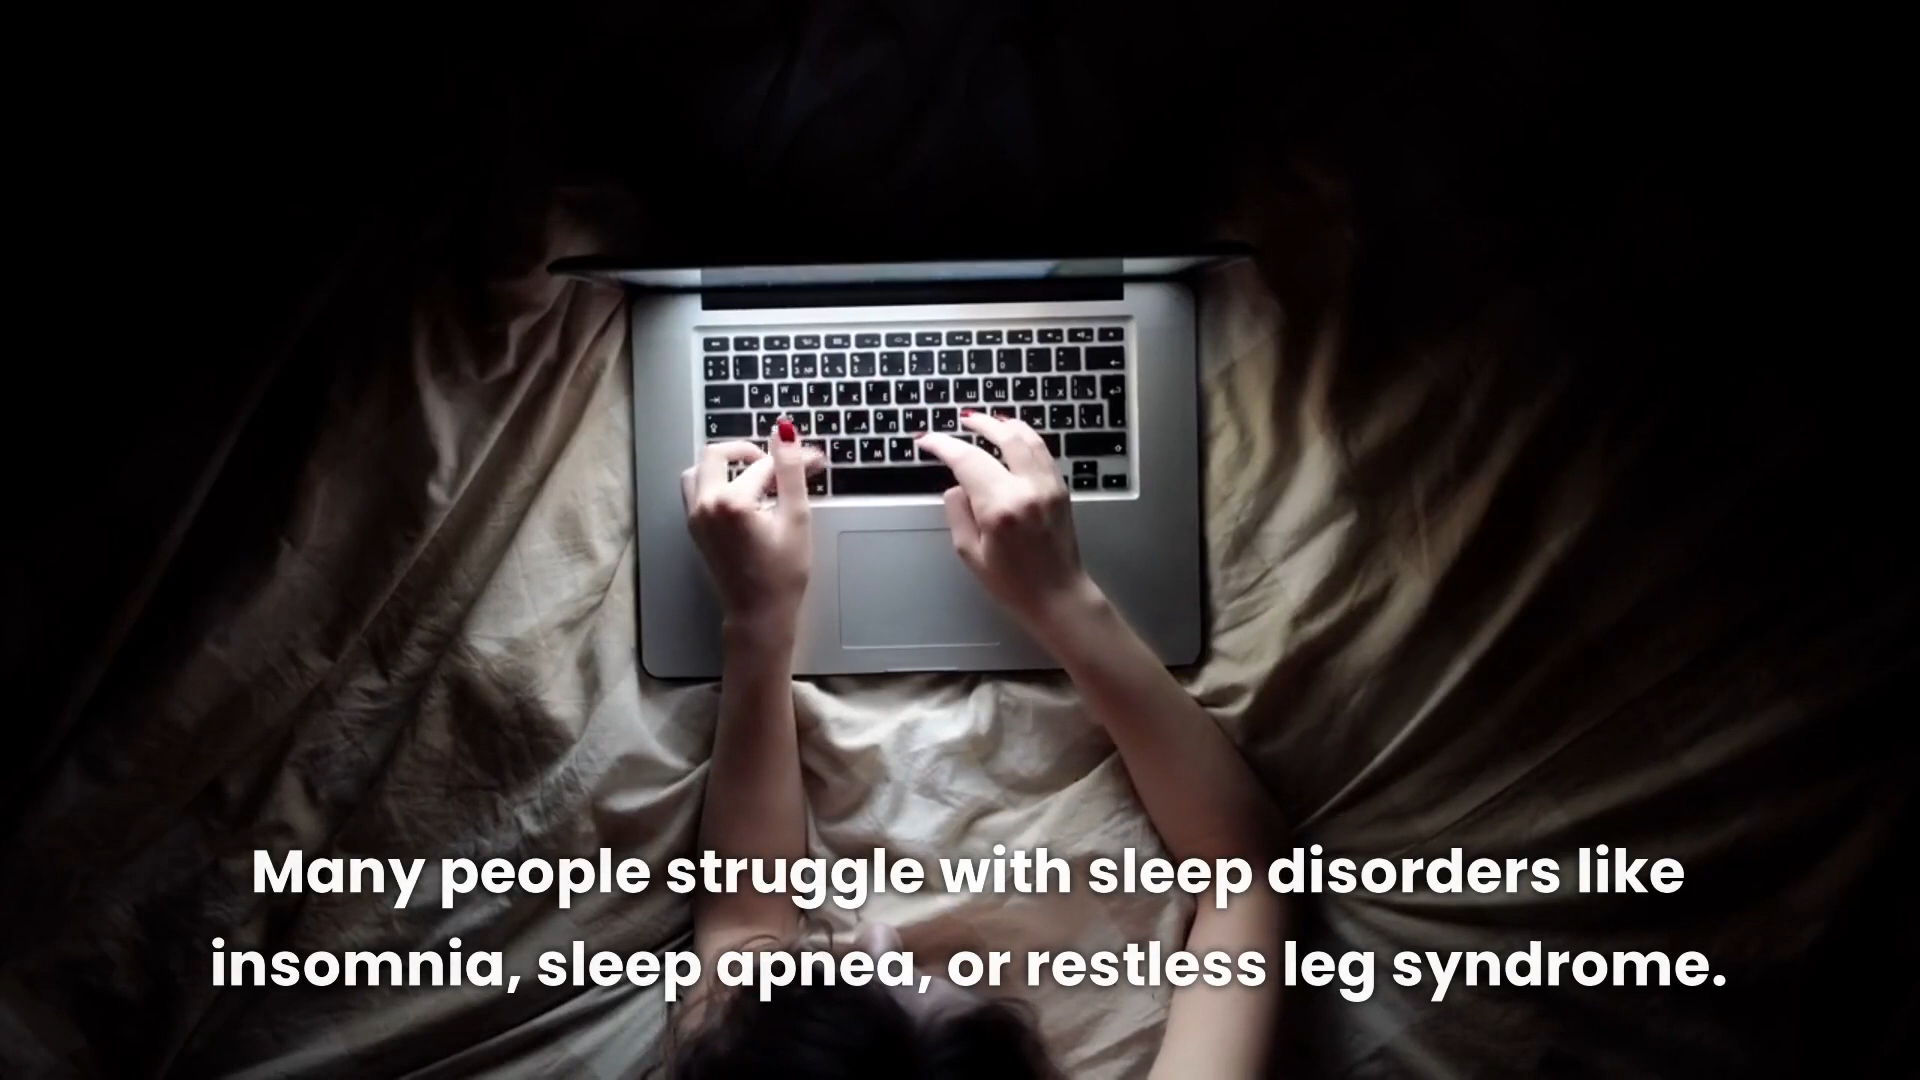 Many people struggle with sleep disorders like
insomnia, sleep apnea, or restless leg syndrome.